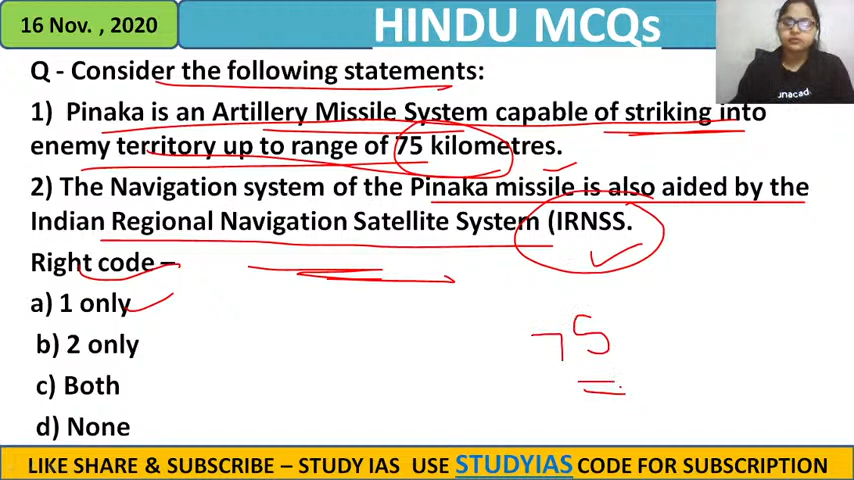 16 Nov. , 2020
HINDU MCQs
unacad
Q - Consider the following statements:
1) Pinaka is an Artillery Missile System capable of striking into
enemy territory up to range of 75 kilometres.
2) The Navigation system of the Pinaka missile is also aided by the
Indian Regional Navigation Satellite System (IRNSS.
Right code –
a) 1 only
b) 2 only
75
c) Both
d) None
LIKE SHARE & SUBSCRIBE – STUDY IAS USE STUDYIAS CODE FOR SUBSCRIPTION